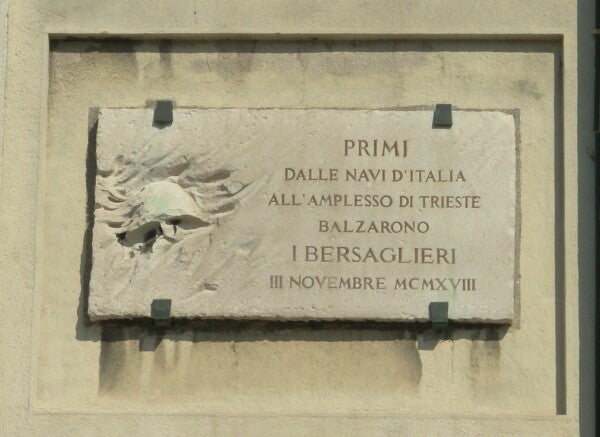 PRIMI
DALLE NAVI D'ITALIA
ALL'AMPLESSO DI TRIESTE
BALZARONO
I BERSAGLIERI
III NOVEMBRE MCMXVIII